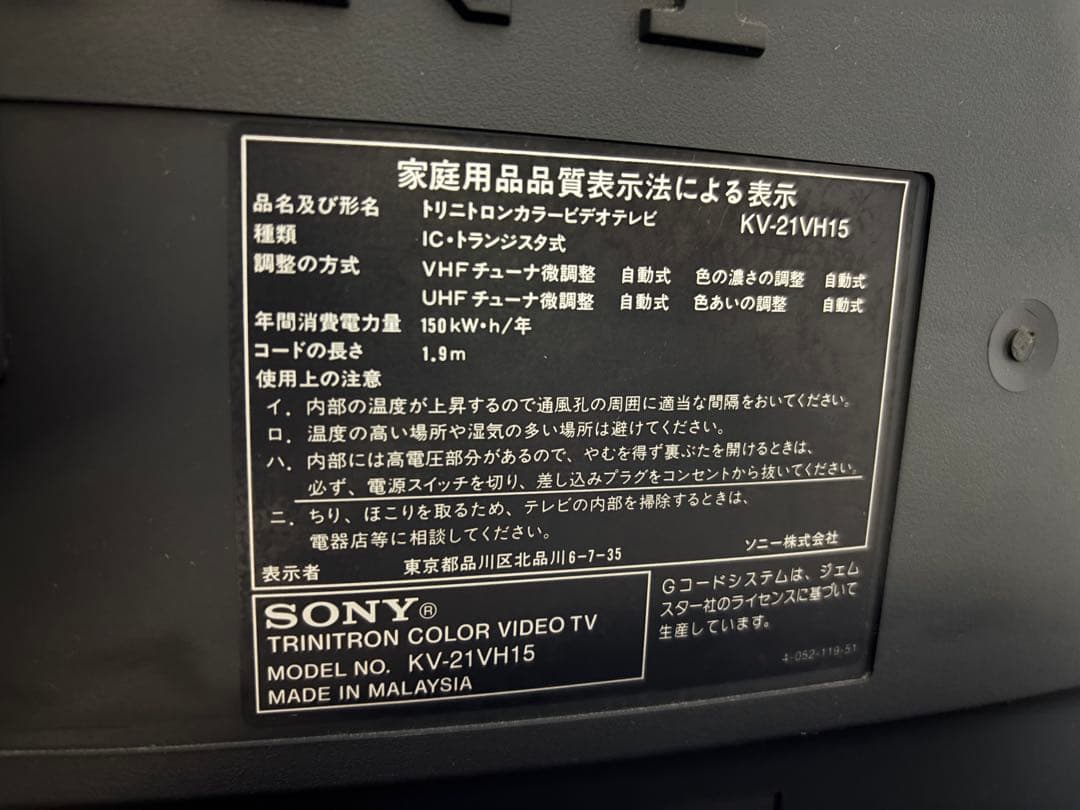 家庭用品品質表示法による表示
品名及び形名 トリニトロンカラービデオテレビ KV-21VH15
種類 IC・トランジスタ式
調整の方式 VHFチューナ微調整 自動式 色の濃さの調整 自動式
UHFチューナ微調整 自動式 色あいの調整 自動式
年間消費電力量 150kW・h/年
コードの長さ 1.9m
使用上の注意
イ. 内部の温度が上昇するので通風孔の周囲に適当な間隔をおいてください。
ロ. 温度の高い場所や湿気の多い場所は避けてください。
ハ. 内部には高電圧部分があるので、やむを得ず裏ぶたを開けるときは、
必ず、電源スイッチを切り、差し込みプラグをコンセントから抜いてください。
ニ. ちり、ほこりを取るため、テレビの内部を掃除するときは、
電器店等に相談してください。
表示者 東京都品川区北品川6-7-35 ソニー株式会社
SONY®
TRINITRON COLOR VIDEO TV
MODEL NO. KV-21VH15
MADE IN MALAYSIA
Gコードシステムは、ジェム
スター社のライセンスに基づいて
生産しています。
4-052-119-51